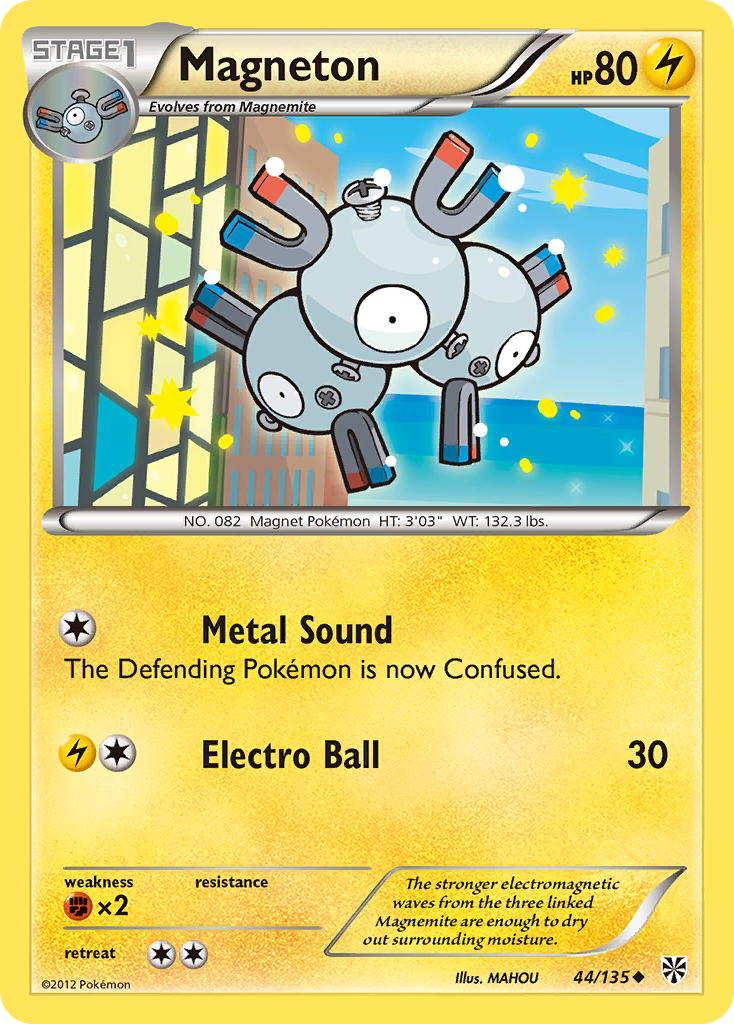 STAGE1
Magneton
HP80
Evolves from Magnemite
NO. 082 Magnet Pokémon HT: 3'03" WT: 132.3 lbs.
Metal Sound
The Defending Pokémon is now Confused.
Electro Ball 30
weakness resistance
×2
The stronger electromagnetic
waves from the three linked
Magnemite are enough to dry
out surrounding moisture.
retreat
©2012 Pokémon
Illus. MAHOU
44/135